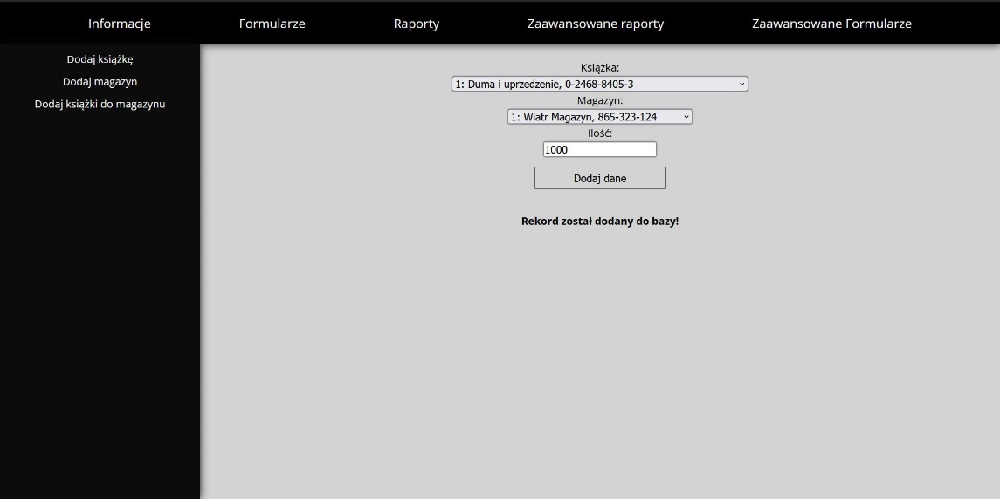 Informacje Formularze Raporty Zaawansowane raporty Zaawansowane Formularze
Dodaj książkę
Dodaj magazyn
Dodaj książki do magazynu
Książka:
1: Duma i uprzedzenie, 0-2468-8405-3
Magazyn:
1: Wiatr Magazyn, 865-323-124
Ilość:
1000
Dodaj dane
Rekord został dodany do bazy!